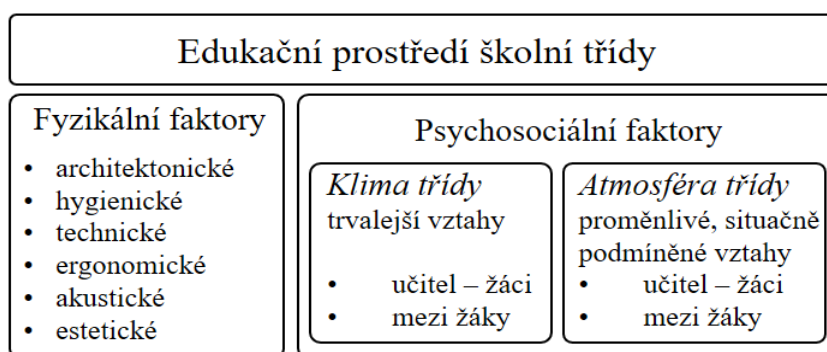 Edukační prostředí školní třídy
Fyzikální faktory
• architektonické
• hygienické
• technické
• ergonomické
• akustické
• estetické
Psychosociální faktory
Klima třídy
trvalejší vztahy
• učitel – žáci
• mezi žáky
Atmosféra třídy
proměnlivé, situačně
podmíněné vztahy
• učitel – žáci
• mezi žáky